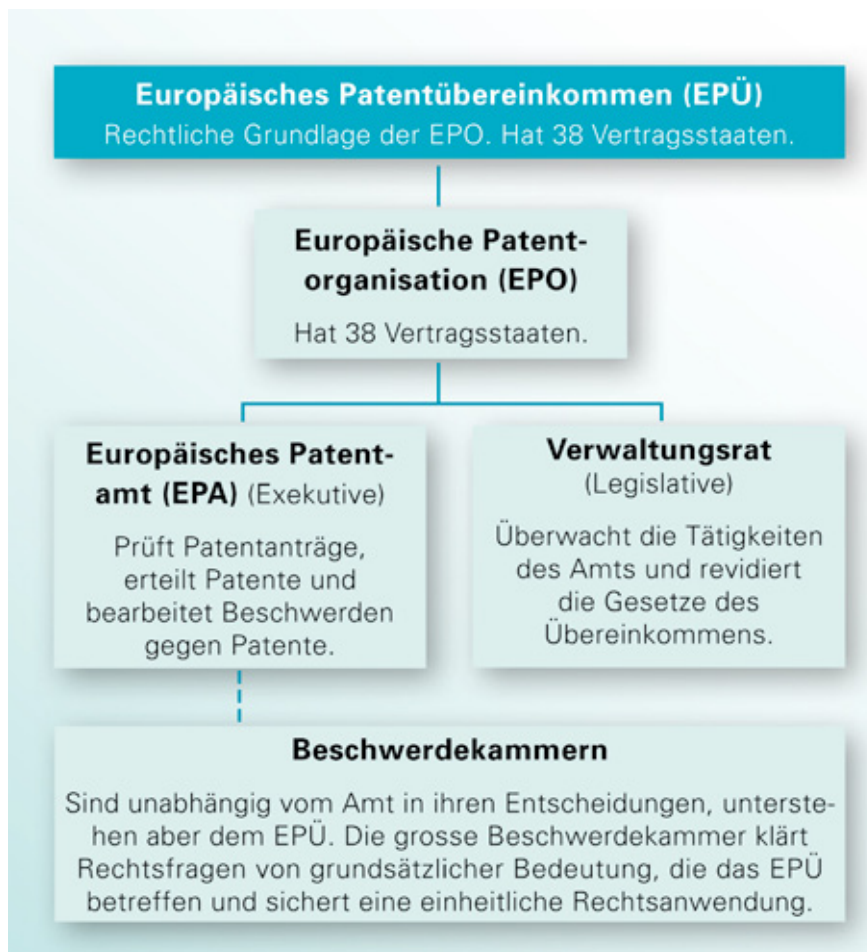 Europäisches Patentübereinkommen (EPÜ)
Rechtliche Grundlage der EPO. Hat 38 Vertragsstaaten.
Europäische Patent-
organisation (EPO)
Hat 38 Vertragsstaaten.
Europäisches Patent-
amt (EPA) (Exekutive)
Prüft Patentanträge,
erteilt Patente und
bearbeitet Beschwerden
gegen Patente.
Verwaltungsrat
(Legislative)
Überwacht die Tätigkeiten
des Amts und revidiert
die Gesetze des
Übereinkommens.
Beschwerdekammern
Sind unabhängig vom Amt in ihren Entscheidungen, unterste-
hen aber dem EPÜ. Die grosse Beschwerdekammer klärt
Rechtsfragen von grundsätzlicher Bedeutung, die das EPÜ
betreffen und sichert eine einheitliche Rechtsanwendung.